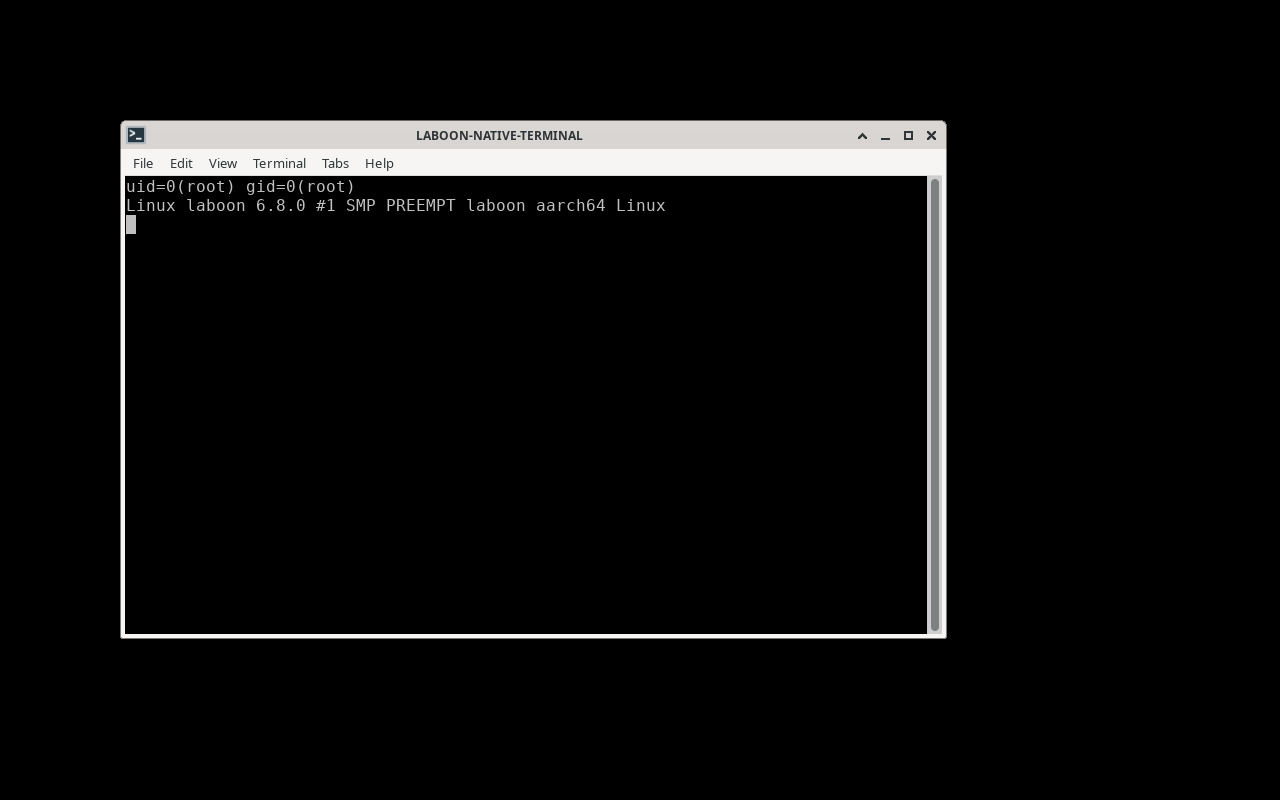 LABOON-NATIVE-TERMINAL
File Edit View Terminal Tabs Help
uid=0(root) gid=0(root)
Linux laboon 6.8.0 #1 SMP PREEMPT laboon aarch64 Linux